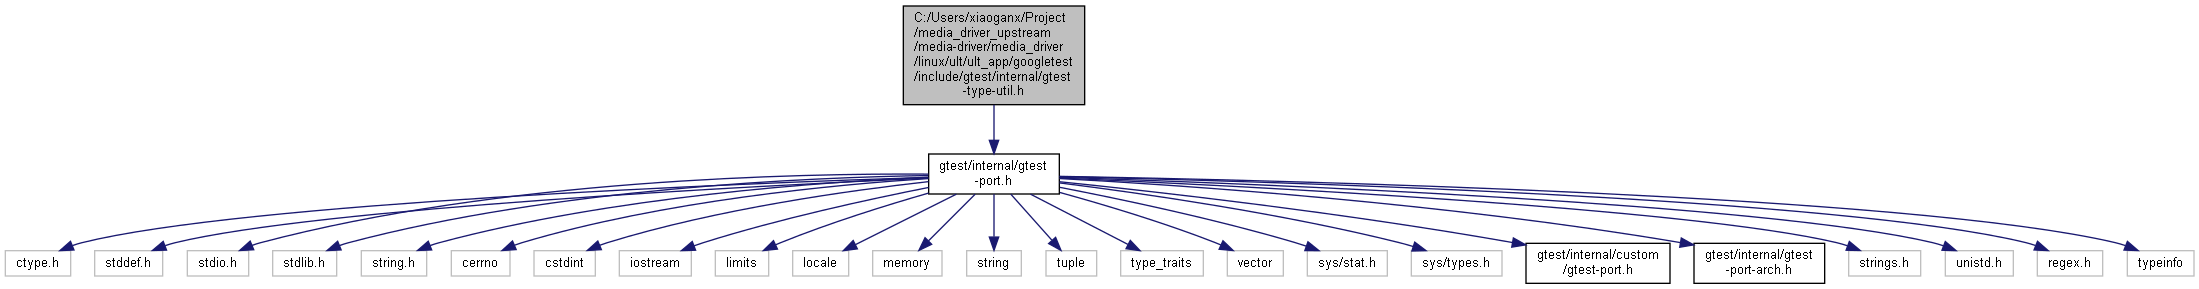 C:/Users/xiaoganx/Project
/media_driver_upstream
/media-driver/media_driver
/linux/ult/ult_app/googletest
/include/gtest/internal/gtest
-type-util.h
gtest/internal/gtest
-port.h
ctype.h
stddef.h
stdio.h
stdlib.h
string.h
cerrno
cstdint
iostream
limits
locale
memory
string
tuple
type_traits
vector
sys/stat.h
sys/types.h
gtest/internal/custom
/gtest-port.h
gtest/internal/gtest
-port-arch.h
strings.h
unistd.h
regex.h
typeinfo